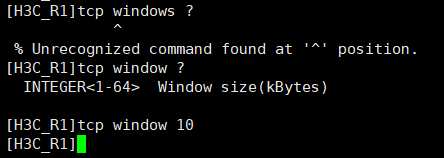 [H3C_R1]tcp windows ?
^
% Unrecognized command found at '^' position.
[H3C_R1]tcp window ?
INTEGER<1-64>  Window size(kBytes)
[H3C_R1]tcp window 10
[H3C_R1]